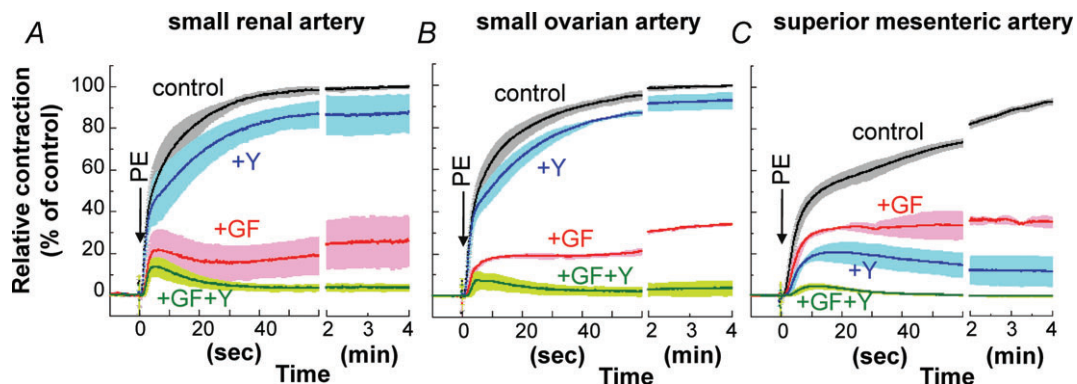 small renal artery
small ovarian artery
superior mesenteric artery
A
B
C
Relative contraction
(% of control)
100
80
60
40
20
0
control
PE
+Y
+GF
+GF+Y
control
PE
+Y
+GF
+GF+Y
control
PE
+GF
+Y
+GF+Y
0 20 40 2 3 4
0 20 40 2 3 4
0 20 40 2 3 4
(sec) (min)
(sec) (min)
(sec) (min)
Time
Time
Time